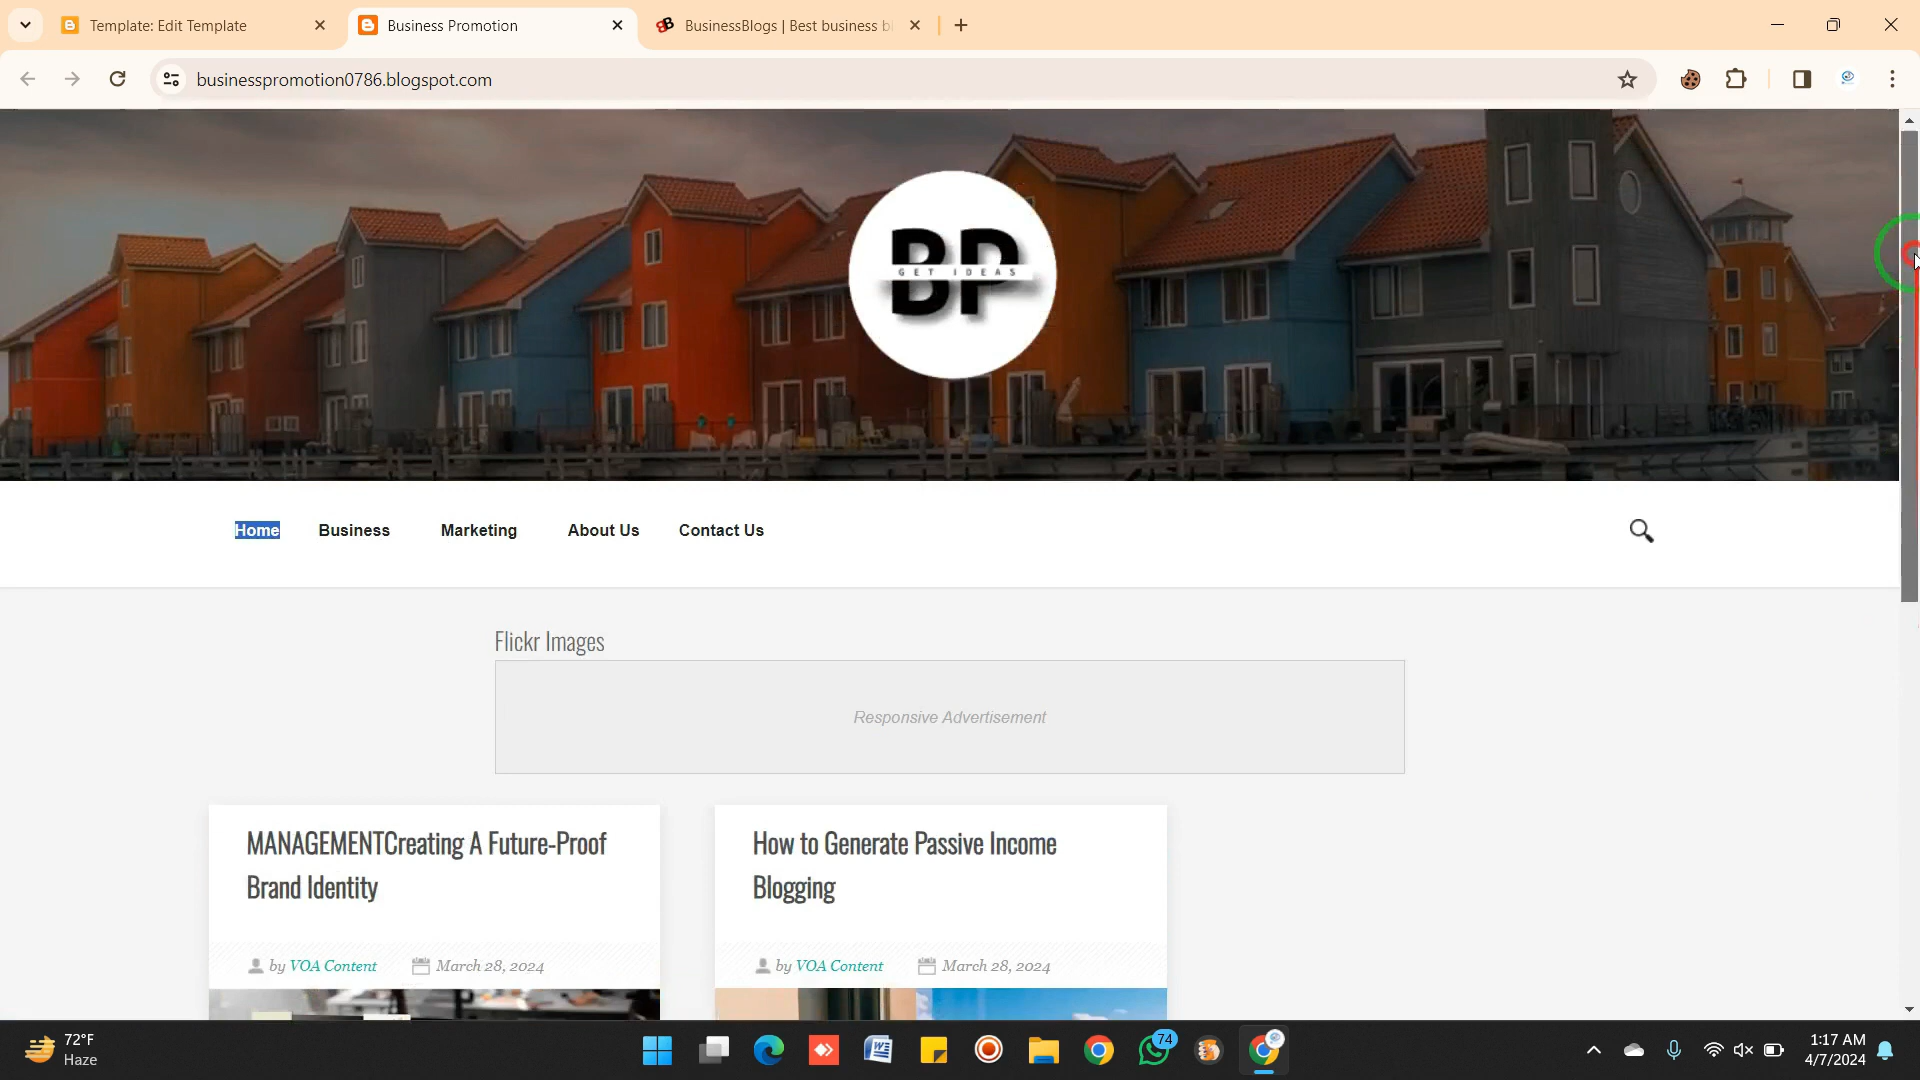 Template: Edit Template
Business Promotion
BusinessBlogs | Best business bl
businesspromotion0786.blogspot.com
BP
GET IDEAS
Home
Business
Marketing
About Us
Contact Us
Flickr Images
Responsive Advertisement
MANAGEMENTCreating A Future-Proof
Brand Identity
by VOA Content
March 28, 2024
How to Generate Passive Income
Blogging
by VOA Content
March 28, 2024
72°F
Haze
74
1:17 AM
4/7/2024